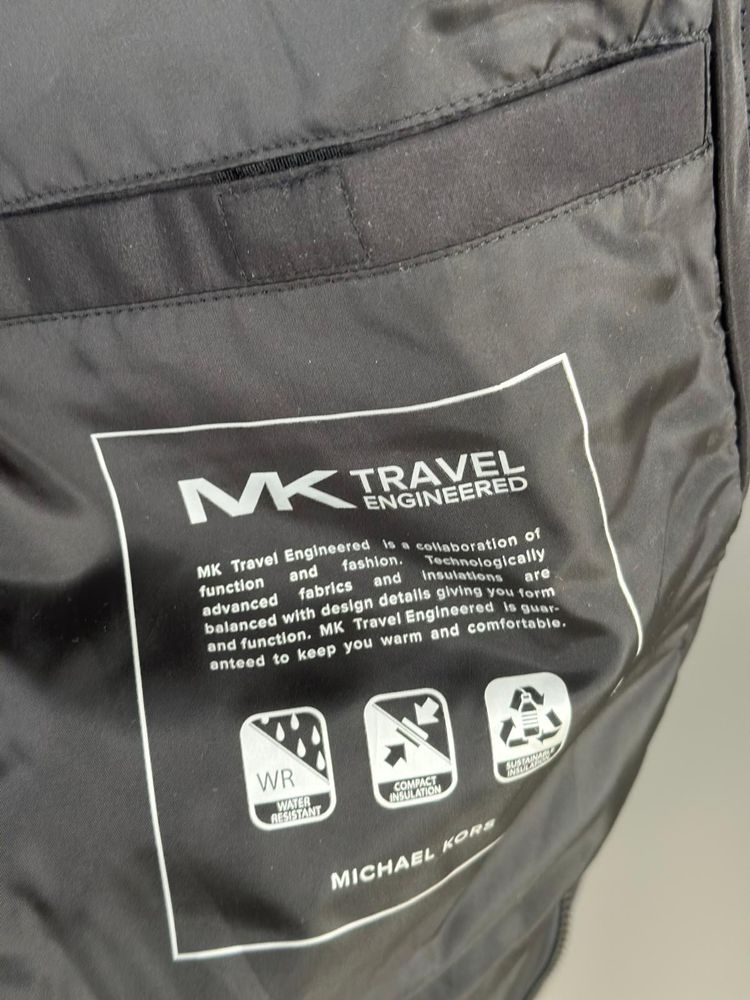 MK TRAVEL
ENGINEERED
MK Travel Engineered is a collaboration of
function and fashion. Technologically
advanced fabrics and insulations are
balanced with design details giving you form
and function. MK Travel Engineered is guar-
anteed to keep you warm and comfortable.
WR
WATER
RESISTANT
COMPACT
INSULATION
SUSTAINABLE
INSULATION
MICHAEL KORS